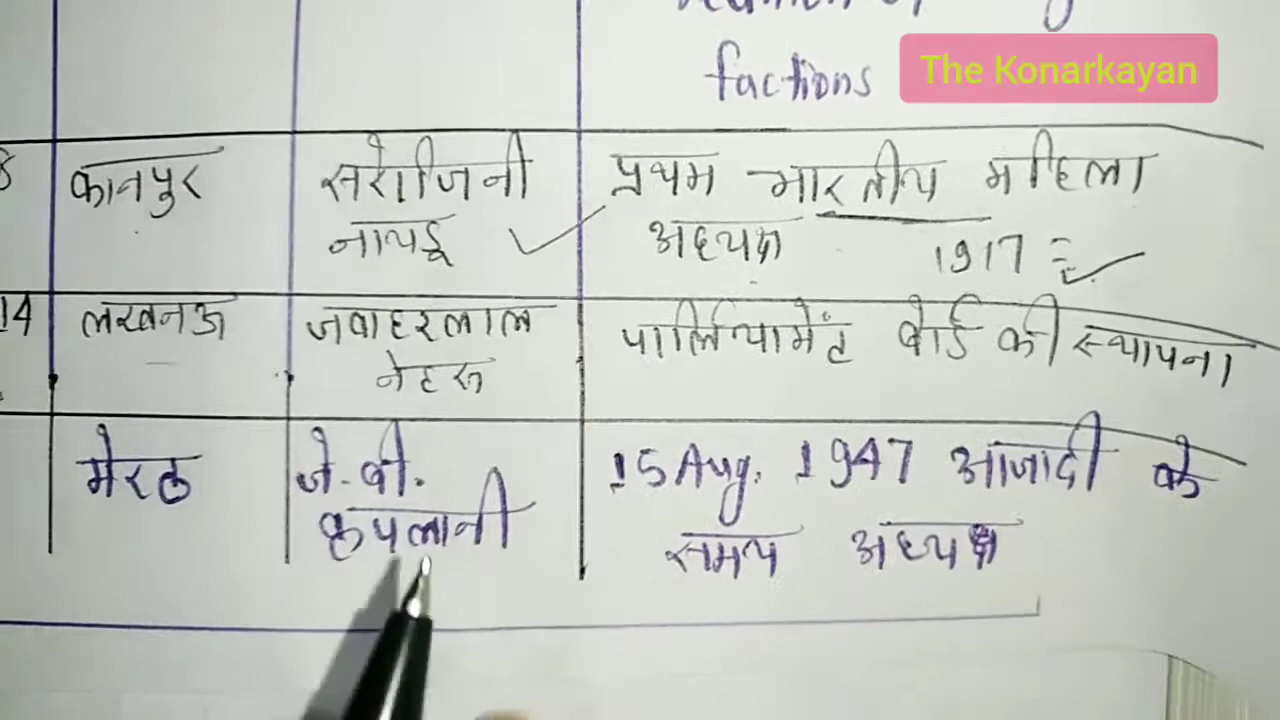 factions
The Konarkayan
कानपुर सरोजिनी प्रथम भारतीय महिला
नायडू अध्यक्ष 1917
14 लखनऊ जवाहरलाल पार्लियामेंट बोर्ड की स्थापना
नेहरू
मेरठ जे. बी. 15 Aug. 1947 आजादी के
कृपलानी समय अध्यक्ष